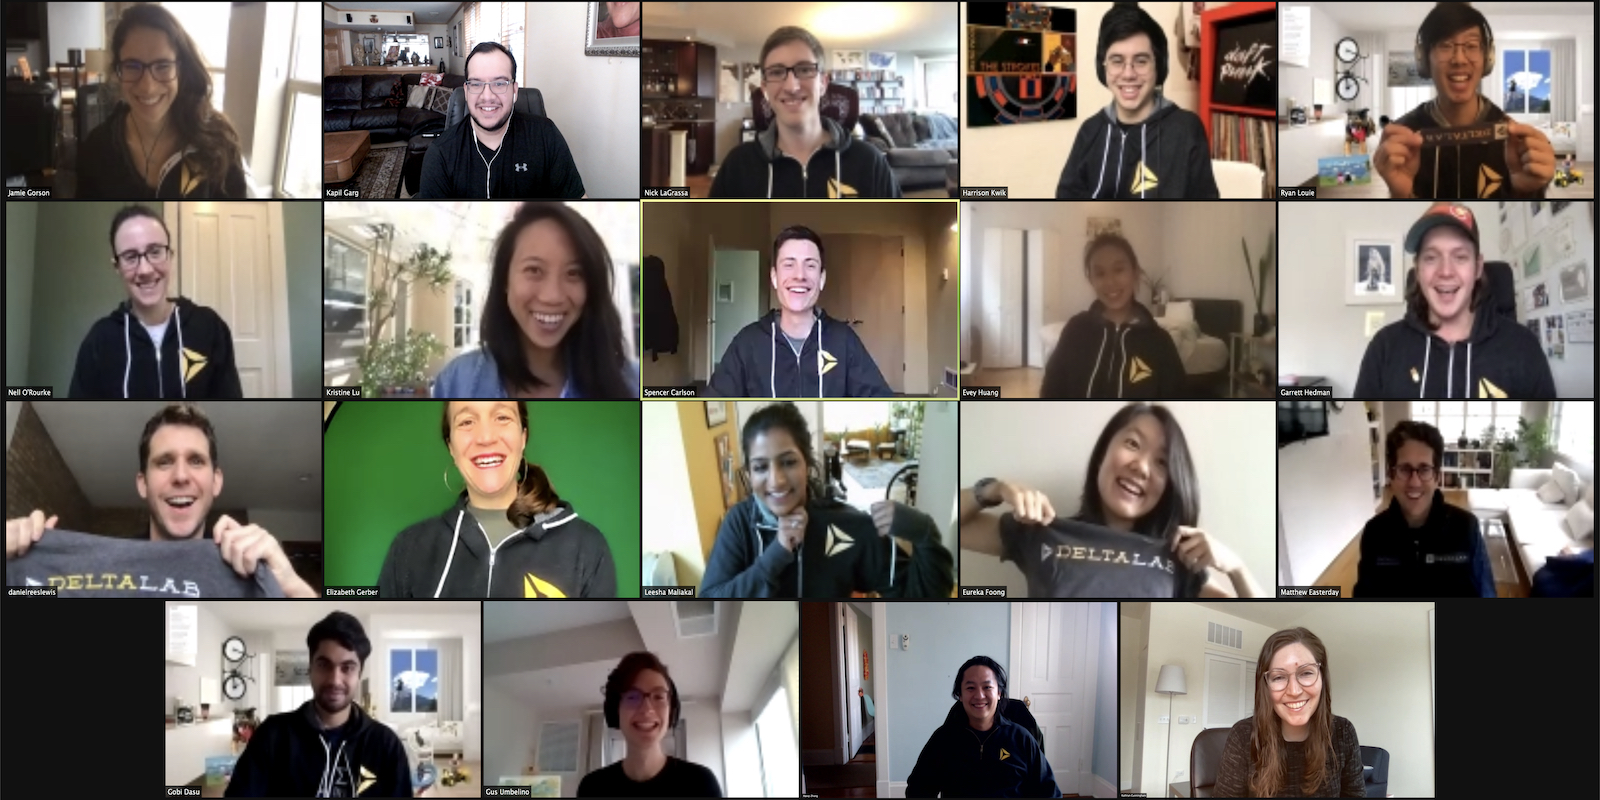 THE STROKES
daft
punk
Jamie Gorson
Kapil Garg
Nick LaGrassa
Harrison Kwik
DELTALAB
Ryan Louie
Nell O'Rourke
Kristine Lu
Spencer Carlson
Evey Huang
Garrett Hedman
DELTALAB
danielreeslewis
Elizabeth Gerber
Leesha Maliakal
DELTALAB
Eureka Foong
Matthew Easterday
Gobi Dasu
Gus Umbelino